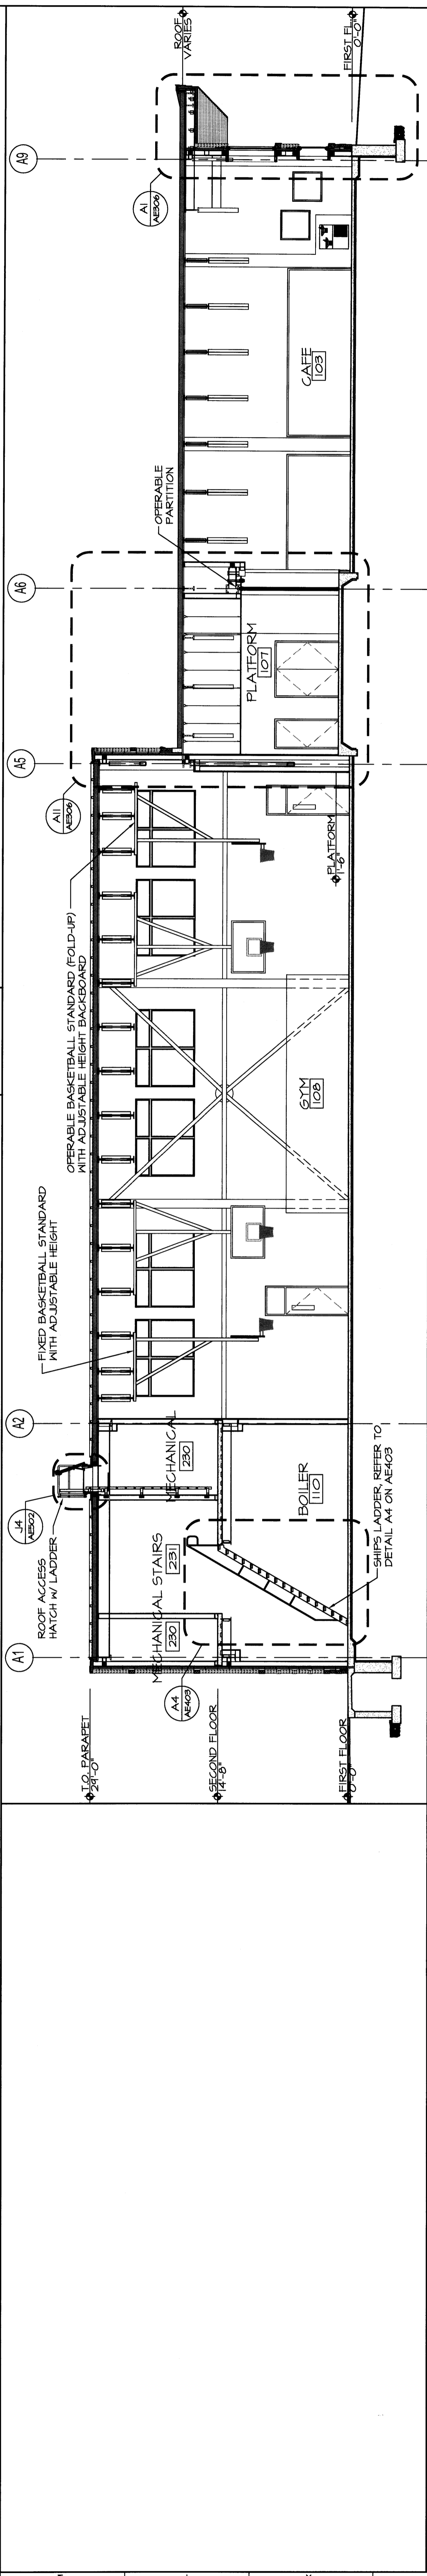 A1
A2
A5
A6
A9
J4
AE502
ROOF ACCESS
HATCH W/ LADDER
FIXED BASKETBALL STANDARD
WITH ADJUSTABLE HEIGHT
OPERABLE BASKETBALL STANDARD (FOLD-UP)
WITH ADJUSTABLE HEIGHT BACKBOARD
A11
AE306
OPERABLE
PARTITION
A1
AE306
ROOF
VARIES
FIRST FL.
0'-0"
T.O. PARAPET
29'-0"
SECOND FLOOR
14'-8"
FIRST FLOOR
0'-0"
A4
AE403
MECHANICAL STAIRS
231
230
MECHANICAL
230
BOILER
110
SHIPS LADDER, REFER TO
DETAIL A4 ON AE403
GYM
108
PLATFORM
1'-6"
PLATFORM
107
CAFE
103